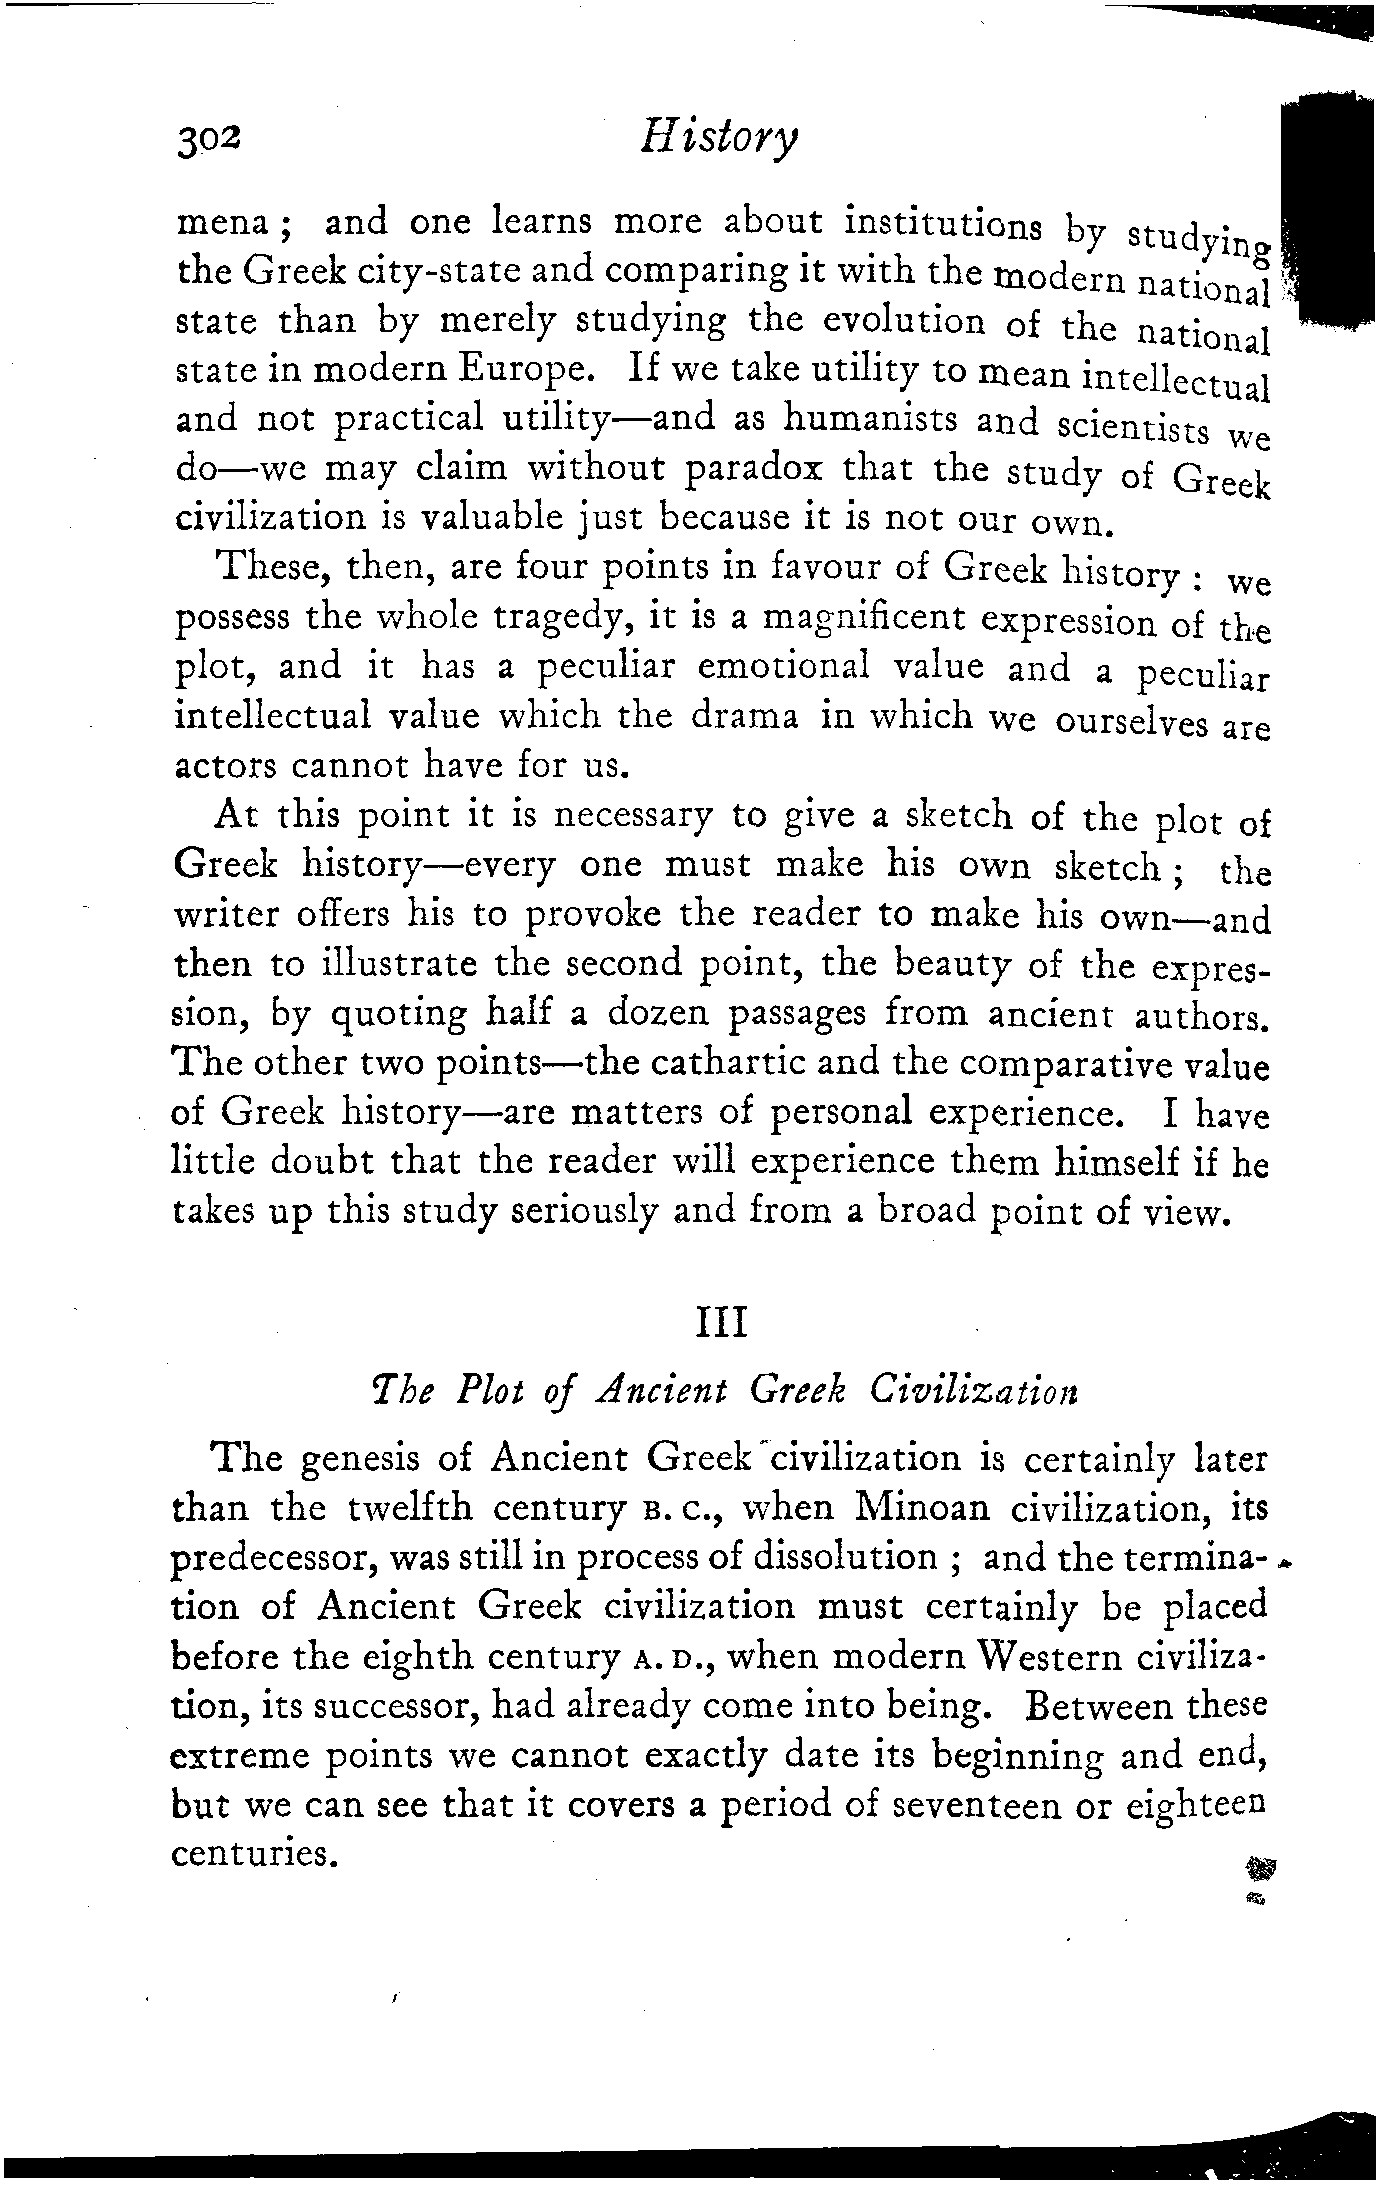 302 History
mena ; and one learns more about institutions by studying
the Greek city-state and comparing it with the modern national
state than by merely studying the evolution of the national
state in modern Europe. If we take utility to mean intellectual
and not practical utility—and as humanists and scientists we
do—we may claim without paradox that the study of Greek
civilization is valuable just because it is not our own.
These, then, are four points in favour of Greek history : we
possess the whole tragedy, it is a magnificent expression of the
plot, and it has a peculiar emotional value and a peculiar
intellectual value which the drama in which we ourselves are
actors cannot have for us.
At this point it is necessary to give a sketch of the plot of
Greek history—every one must make his own sketch ; the
writer offers his to provoke the reader to make his own—and
then to illustrate the second point, the beauty of the expres-
sion, by quoting half a dozen passages from ancient authors.
The other two points—the cathartic and the comparative value
of Greek history—are matters of personal experience. I have
little doubt that the reader will experience them himself if he
takes up this study seriously and from a broad point of view.
III
The Plot of Ancient Greek Civilization
The genesis of Ancient Greek civilization is certainly later
than the twelfth century B. C., when Minoan civilization, its
predecessor, was still in process of dissolution ; and the termina-
tion of Ancient Greek civilization must certainly be placed
before the eighth century A. D., when modern Western civiliza-
tion, its successor, had already come into being. Between these
extreme points we cannot exactly date its beginning and end,
but we can see that it covers a period of seventeen or eighteen
centuries.